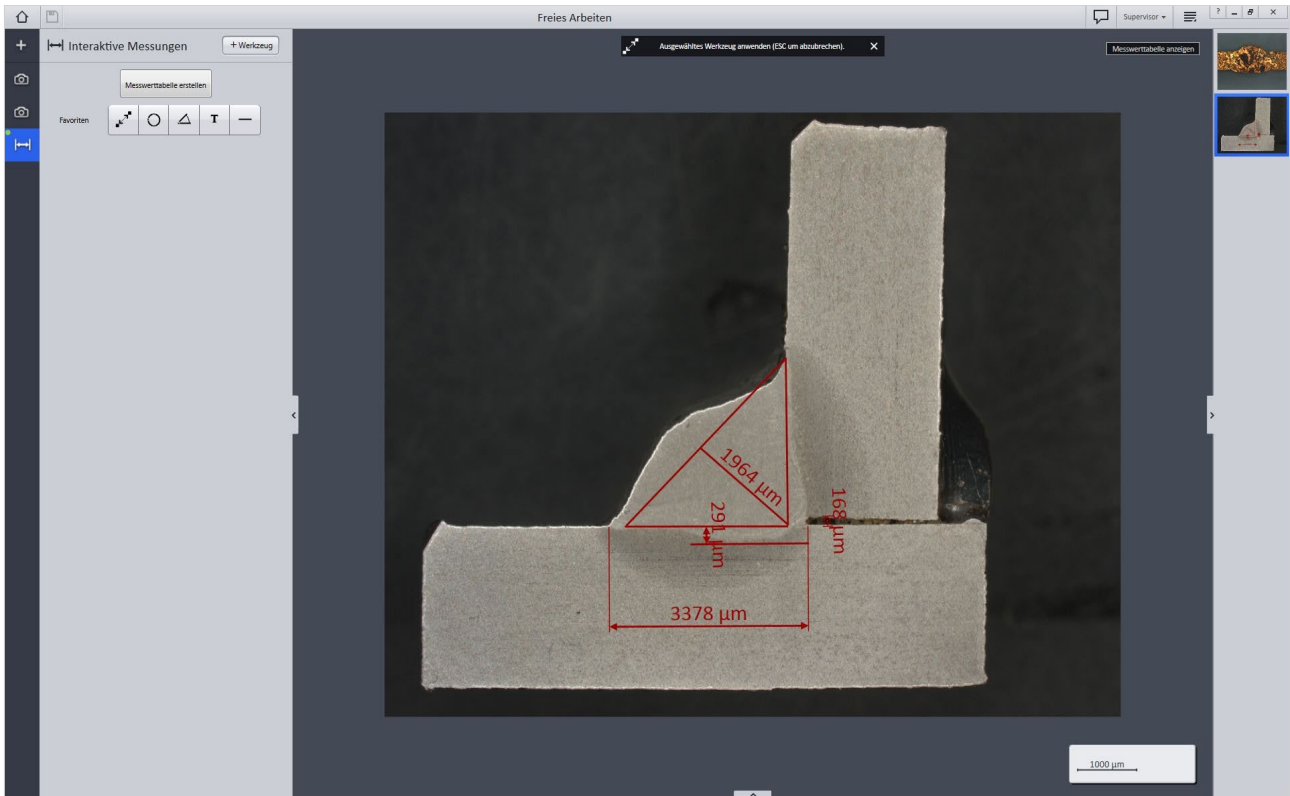 Freies Arbeiten
Supervisor
?
Interaktive Messungen
+ Werkzeug
Ausgewähltes Werkzeug anwenden (ESC um abzubrechen).
Messwerttabelle anzeigen
Messwerttabelle erstellen
Favoriten
T
1964 µm
291 µm
168 µm
3378 µm
1000 µm